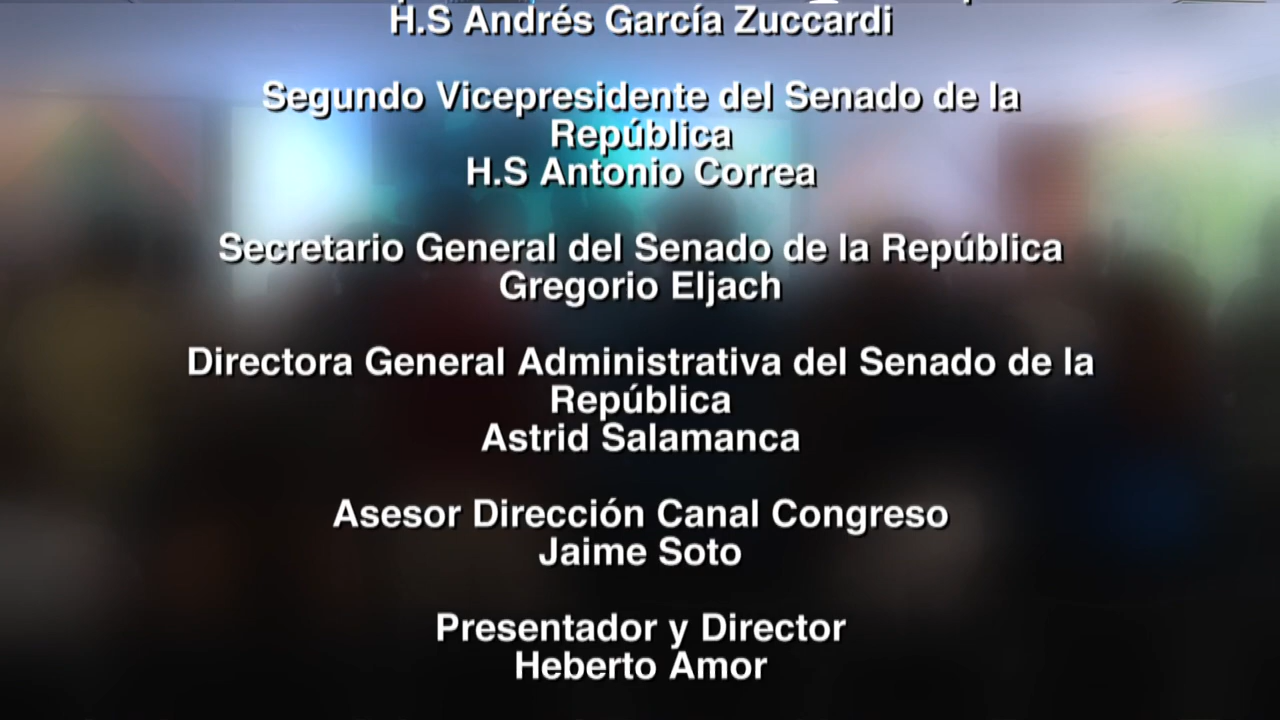 H.S Andrés García Zuccardi
Segundo Vicepresidente del Senado de la
República
H.S Antonio Correa
Secretario General del Senado de la República
Gregorio Eljach
Directora General Administrativa del Senado de la
República
Astrid Salamanca
Asesor Dirección Canal Congreso
Jaime Soto
Presentador y Director
Heberto Amor